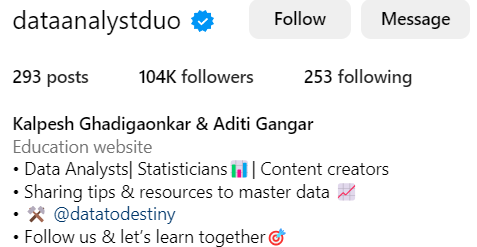 dataanalystduo
Follow
Message
293 posts 104K followers 253 following
Kalpesh Ghadigaonkar & Aditi Gangar
Education website
• Data Analysts| Statisticians📊| Content creators
• Sharing tips & resources to master data 📈
• ⚒️ @datatodestiny
• Follow us & let's learn together🎯